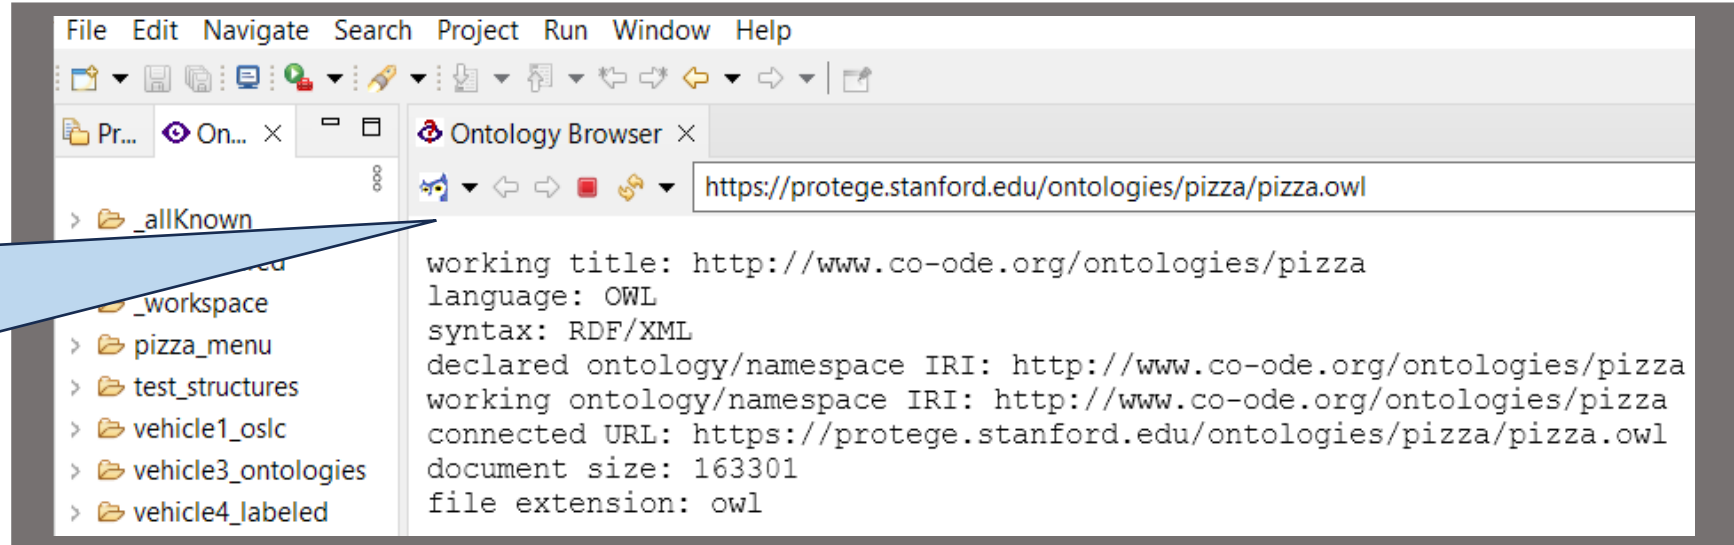 File Edit Navigate Search Project Run Window Help
Pr... On... Ontology Browser
https://protege.stanford.edu/ontologies/pizza/pizza.owl
_allKnown
_workspace
pizza_menu
test_structures
vehicle1_oslc
vehicle3_ontologies
vehicle4_labeled
working title: http://www.co-ode.org/ontologies/pizza
language: OWL
syntax: RDF/XML
declared ontology/namespace IRI: http://www.co-ode.org/ontologies/pizza
working ontology/namespace IRI: http://www.co-ode.org/ontologies/pizza
connected URL: https://protege.stanford.edu/ontologies/pizza/pizza.owl
document size: 163301
file extension: owl